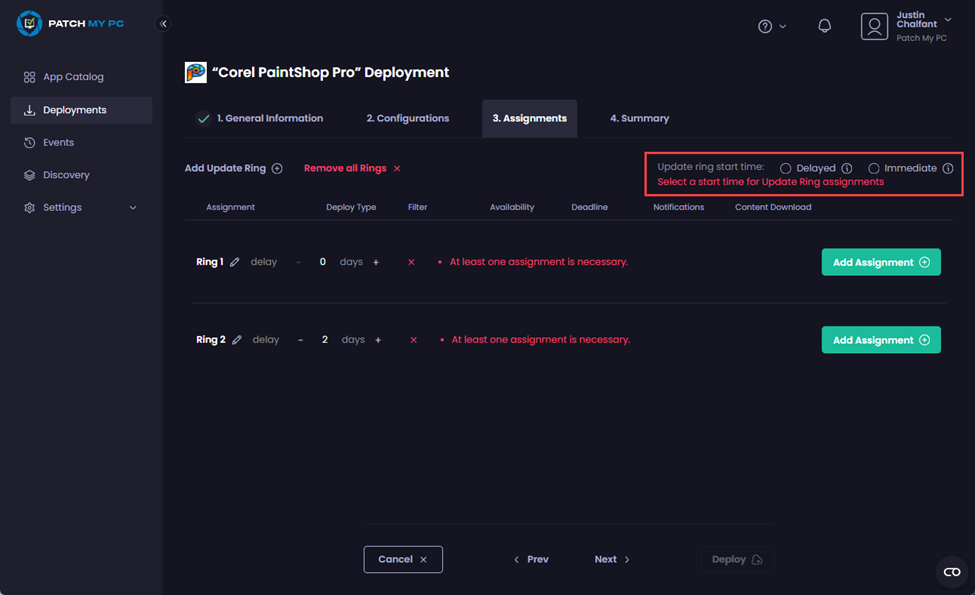 PATCH MY PC
Justin
Chalfant
Patch My PC
App Catalog
Deployments
Events
Discovery
Settings
“Corel PaintShop Pro” Deployment
1. General Information 2. Configurations 3. Assignments 4. Summary
Add Update Ring Remove all Rings Update ring start time: Delayed Immediate
Select a start time for Update Ring assignments
Assignment Deploy Type Filter Availability Deadline Notifications Content Download
Ring 1 delay - 0 days + × • At least one assignment is necessary. Add Assignment
Ring 2 delay - 2 days + × • At least one assignment is necessary. Add Assignment
Cancel × < Prev Next > Deploy